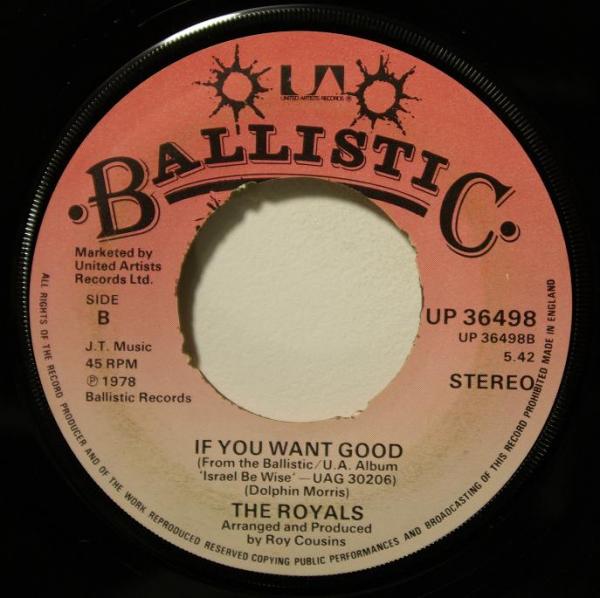 UA
UNITED ARTISTS RECORDS ®
·BALLISTIC·
Marketed by
United Artists
Records Ltd.
SIDE
B
J.T. Music
45 RPM
℗ 1978
Ballistic Records
UP 36498
UP 36498B
5.42
STEREO
IF YOU WANT GOOD
(From the Ballistic/U.A. Album
'Israel Be Wise' — UAG 30206)
(Dolphin Morris)
THE ROYALS
Arranged and Produced
by Roy Cousins
ALL RIGHTS OF THE RECORD PRODUCER AND OF THE WORK REPRODUCED RESERVED COPYING PUBLIC PERFORMANCES AND BROADCASTING OF THIS RECORD PROHIBITED MADE IN ENGLAND